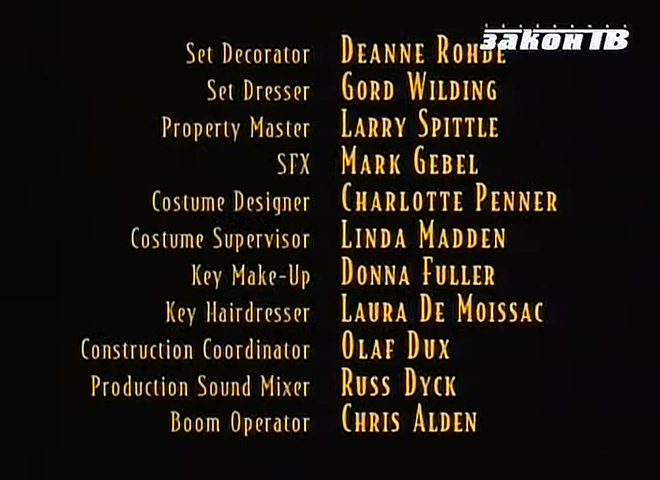 закон ТВ
Set Decorator DEANNE ROHDE
Set Dresser GORD WILDING
Property Master LARRY SPITTLE
SFX MARK GEBEL
Costume Designer CHARLOTTE PENNER
Costume Supervisor LINDA MADDEN
Key Make-Up DONNA FULLER
Key Hairdresser LAURA DE MOISSAC
Construction Coordinator OLAF DUX
Production Sound Mixer RUSS DYCK
Boom Operator CHRIS ALDEN